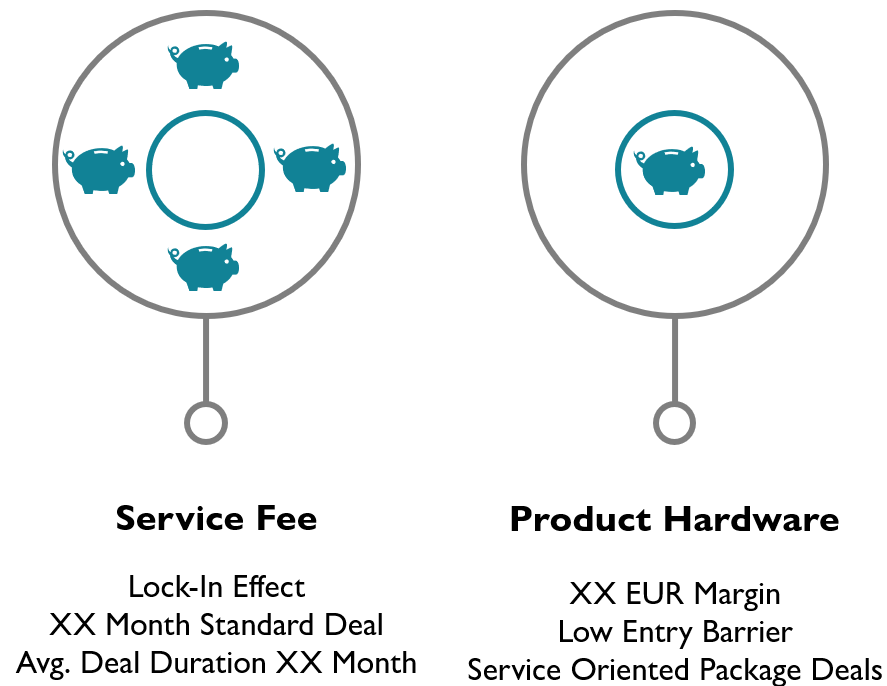 Service Fee
Lock-In Effect
XX Month Standard Deal
Avg. Deal Duration XX Month
Product Hardware
XX EUR Margin
Low Entry Barrier
Service Oriented Package Deals